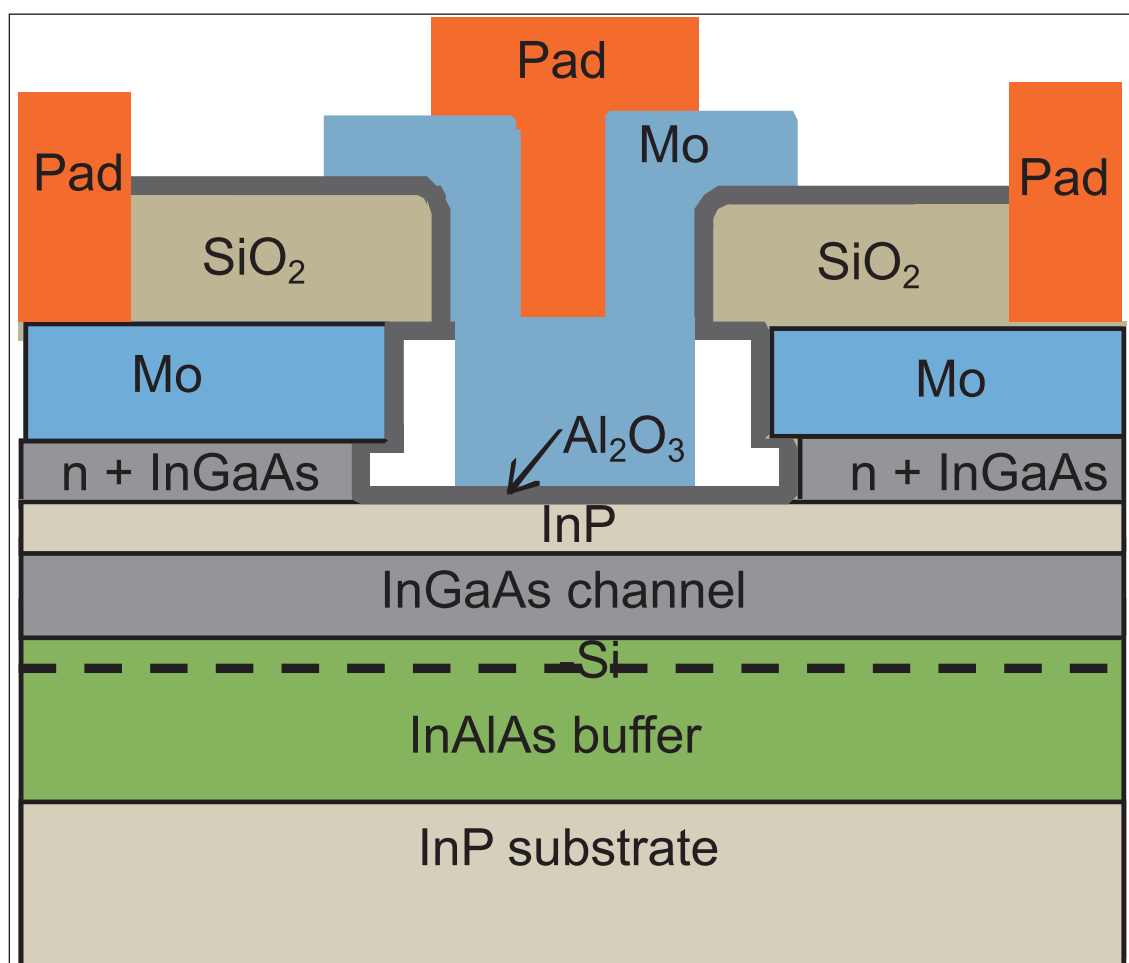 Pad
Pad
Mo
Pad
SiO₂
SiO₂
Mo
Mo
Al₂O₃
n + InGaAs
n + InGaAs
InP
InGaAs channel
-Si
InAlAs buffer
InP substrate